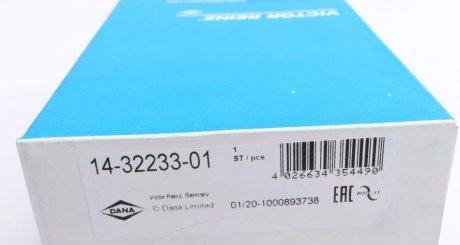 VICTOR REINZ
14-32233-01
1
ST / pcs
4 026634 354490
Victor Reinz, Germany
© Dana Limited
DANA
01/20-1000893738
EAC